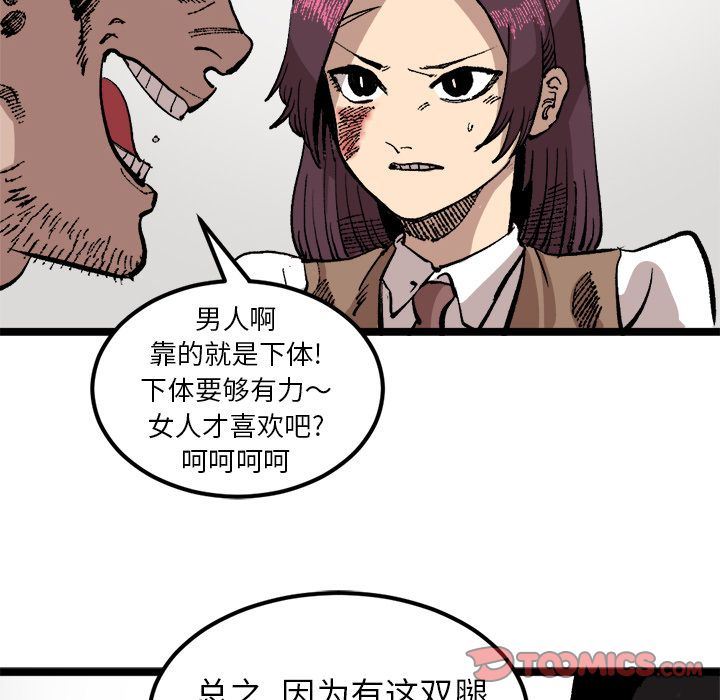 男人啊
靠的就是下体!
下体要够有力～
女人才喜欢吧?
呵呵呵呵
总之,因为有这双腿
TOOMICS.COM